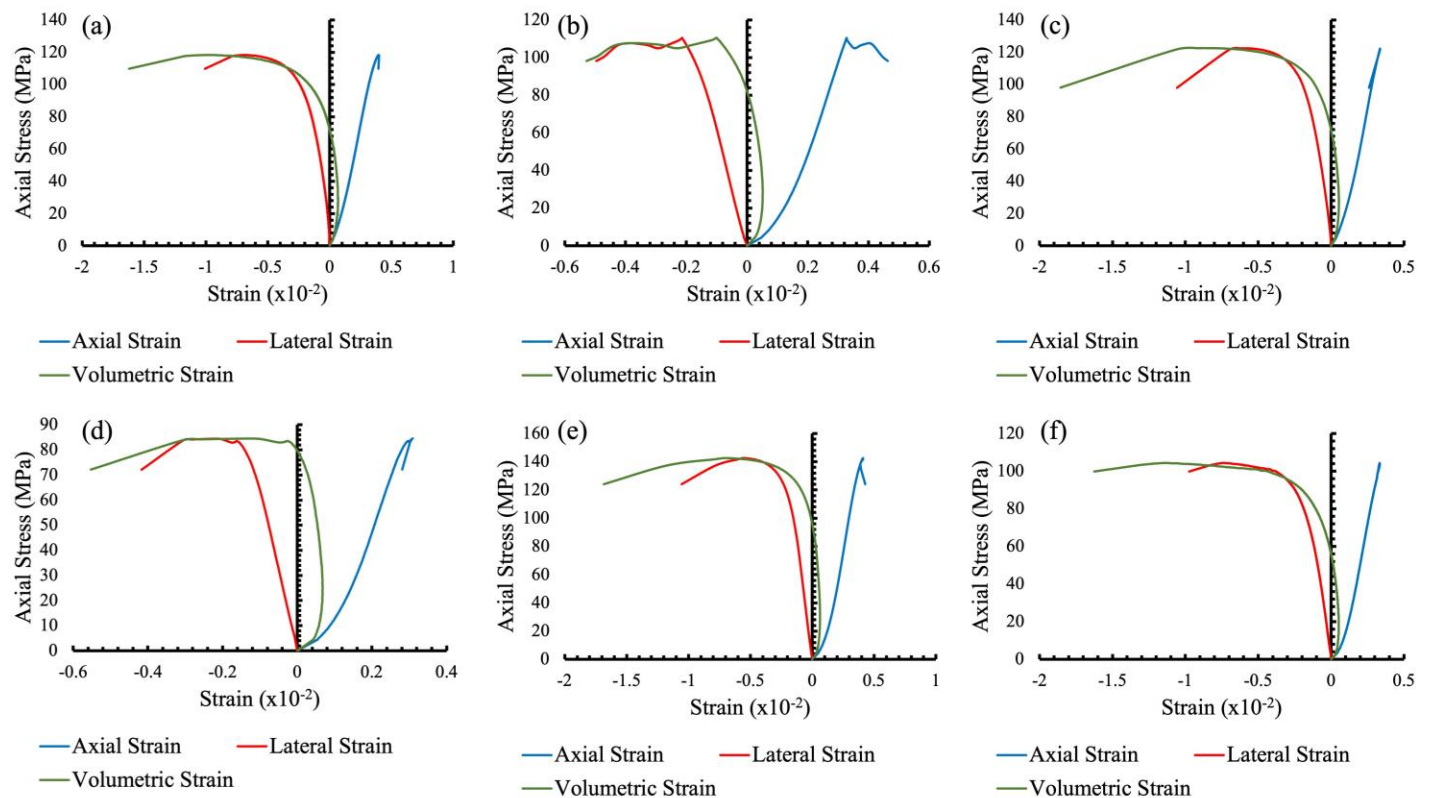 (a)
140
120
100
80
60
40
20
0
Axial Stress (MPa)
-2 -1.5 -1 -0.5 0 0.5 1
Strain (x10-2)
Axial Strain Lateral Strain
Volumetric Strain
(b)
120
100
80
60
40
20
0
Axial Stress (MPa)
-0.6 -0.4 -0.2 0 0.2 0.4 0.6
Strain (x10-2)
Axial Strain Lateral Strain
Volumetric Strain
(c)
140
120
100
80
60
40
20
0
Axial Stress (MPa)
-2 -1.5 -1 -0.5 0 0.5
Strain (x10-2)
Axial Strain Lateral Strain
Volumetric Strain
(d)
90
80
70
60
50
40
30
20
10
0
Axial Stress (MPa)
-0.6 -0.4 -0.2 0 0.2 0.4
Strain (x10-2)
Axial Strain Lateral Strain
Volumetric Strain
(e)
160
140
120
100
80
60
40
20
0
Axial Stress (MPa)
-2 -1.5 -1 -0.5 0 0.5 1
Strain (x10-2)
Axial Strain Lateral Strain
Volumetric Strain
(f)
120
100
80
60
40
20
0
Axial Stress (MPa)
-2 -1.5 -1 -0.5 0 0.5
Strain (x10-2)
Axial Strain Lateral Strain
Volumetric Strain